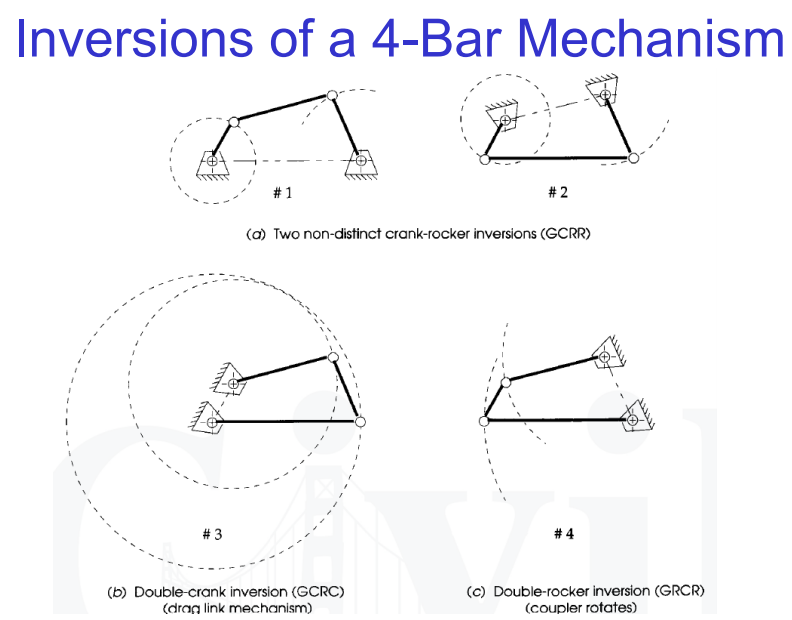 Inversions of a 4-Bar Mechanism
# 1
# 2
(a) Two non-distinct crank-rocker inversions (GCRR)
# 3
# 4
(b) Double-crank inversion (GCRC)
(drag link mechanism)
(c) Double-rocker inversion (GRCR)
(coupler rotates)
Civil